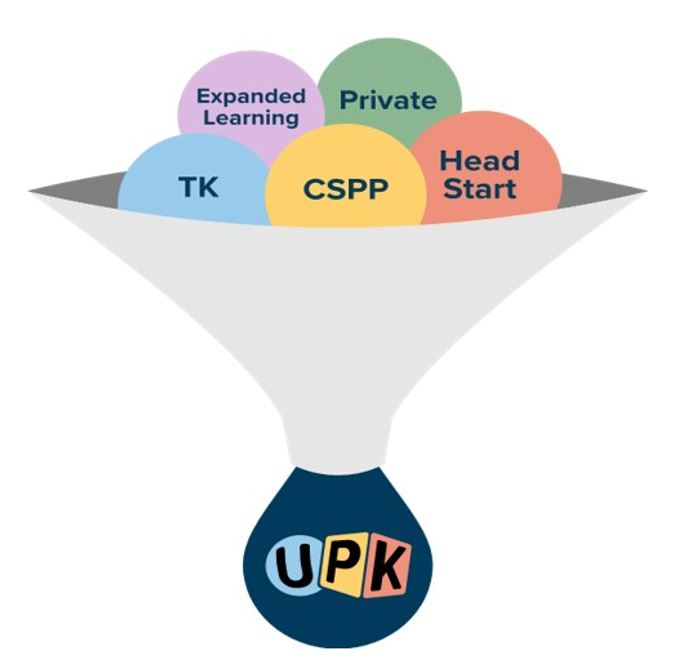 Expanded
Learning
Private
TK
CSPP
Head
Start
UPK